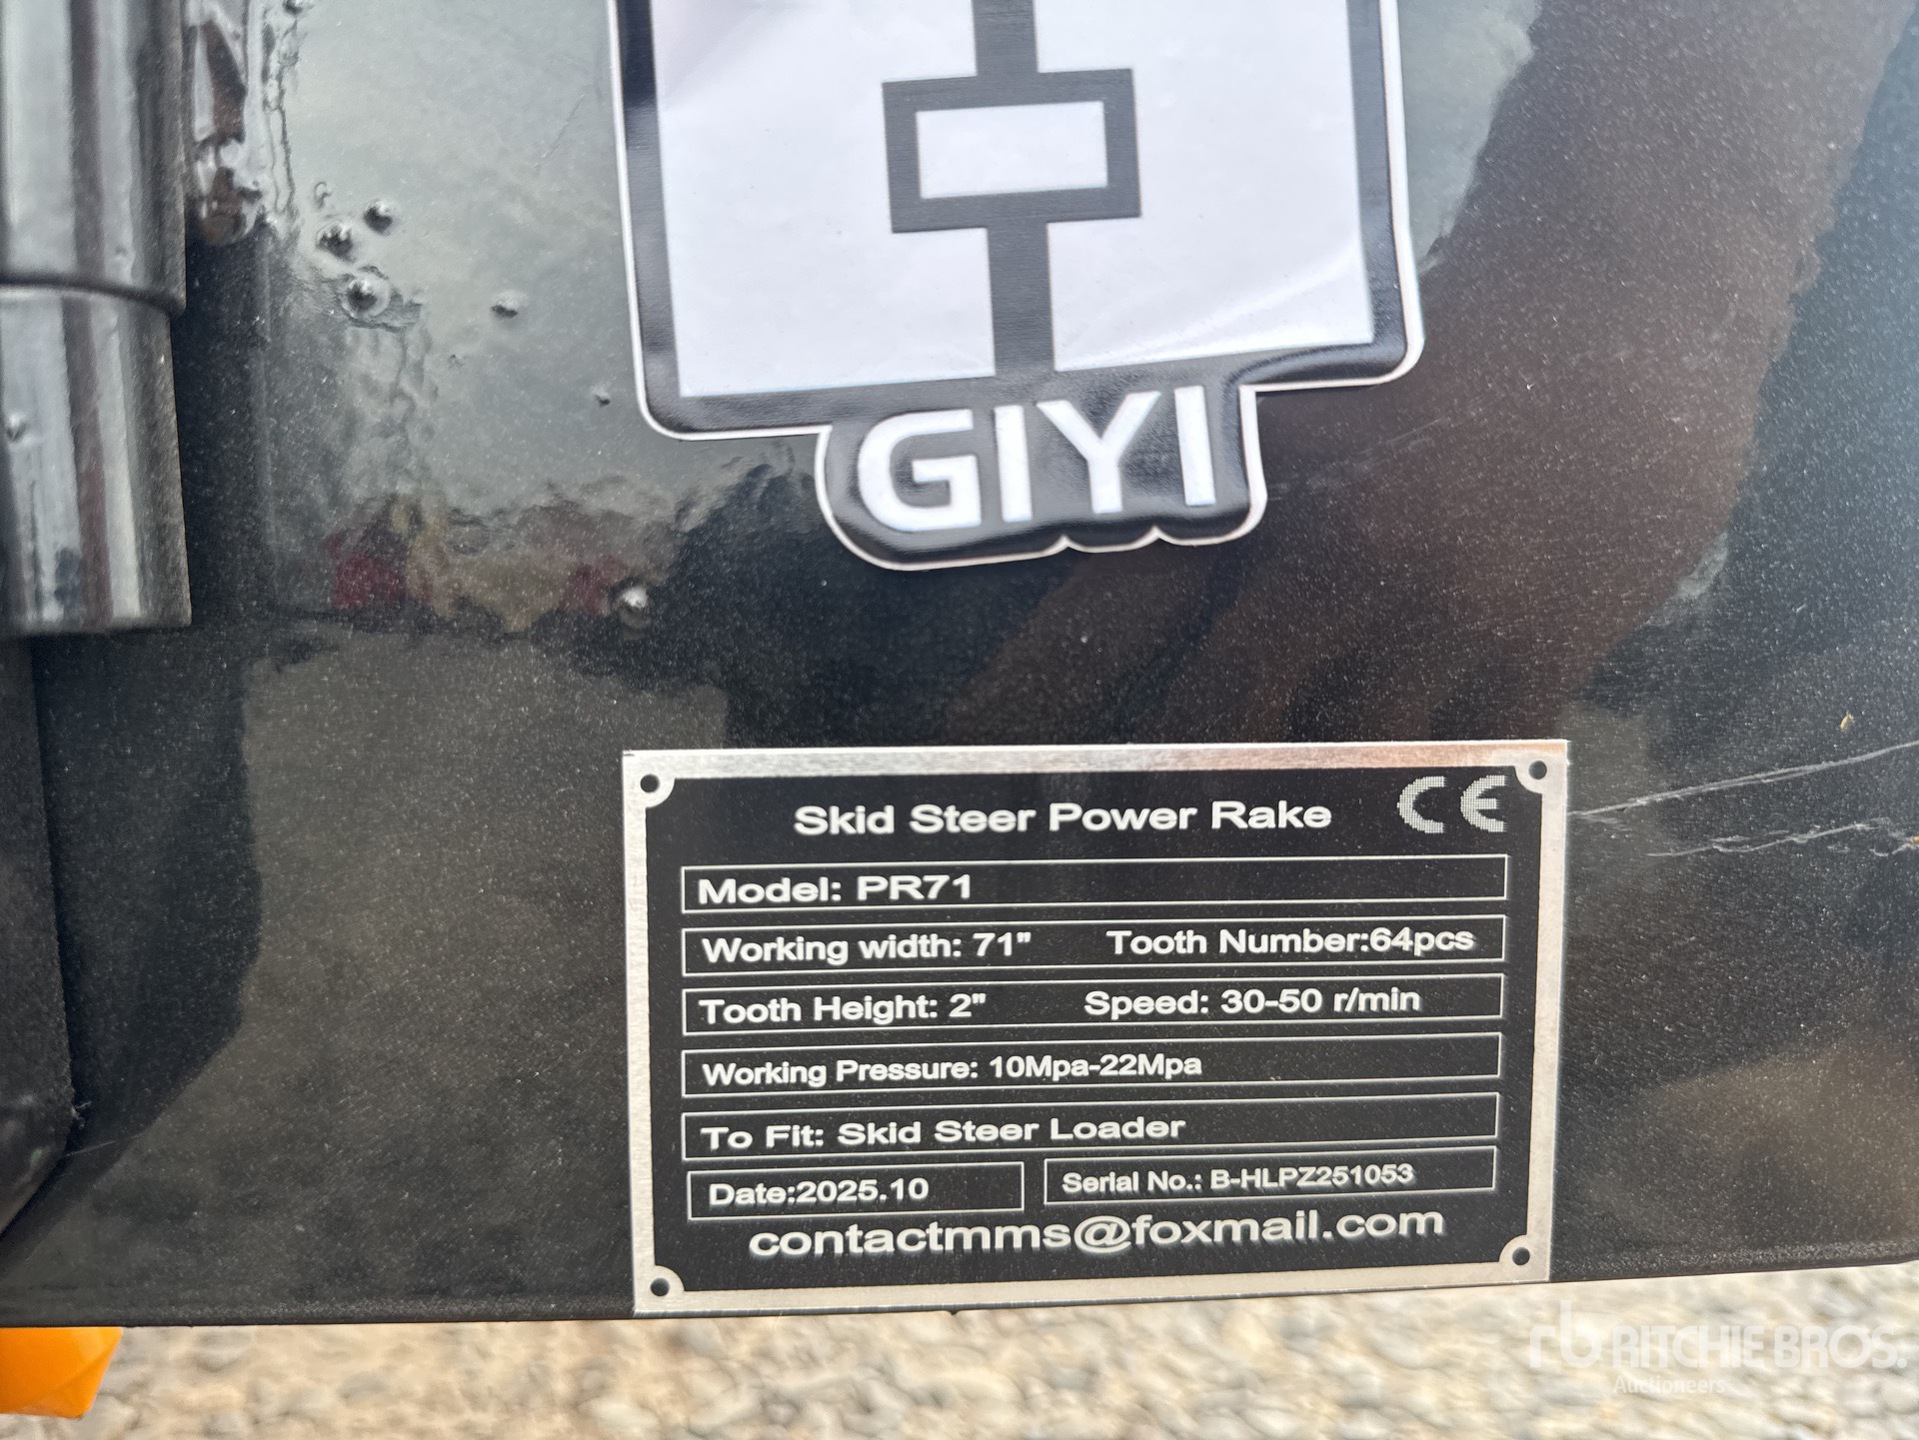 GIYI
Skid Steer Power Rake CE
Model: PR71
Working width: 71" Tooth Number:64pcs
Tooth Height: 2" Speed: 30-50 r/min
Working Pressure: 10Mpa-22Mpa
To Fit: Skid Steer Loader
Date:2025.10 Serial No.: B-HLPZ251053
contactmms@foxmail.com
rb RITCHIE BROS.
Auctioneers